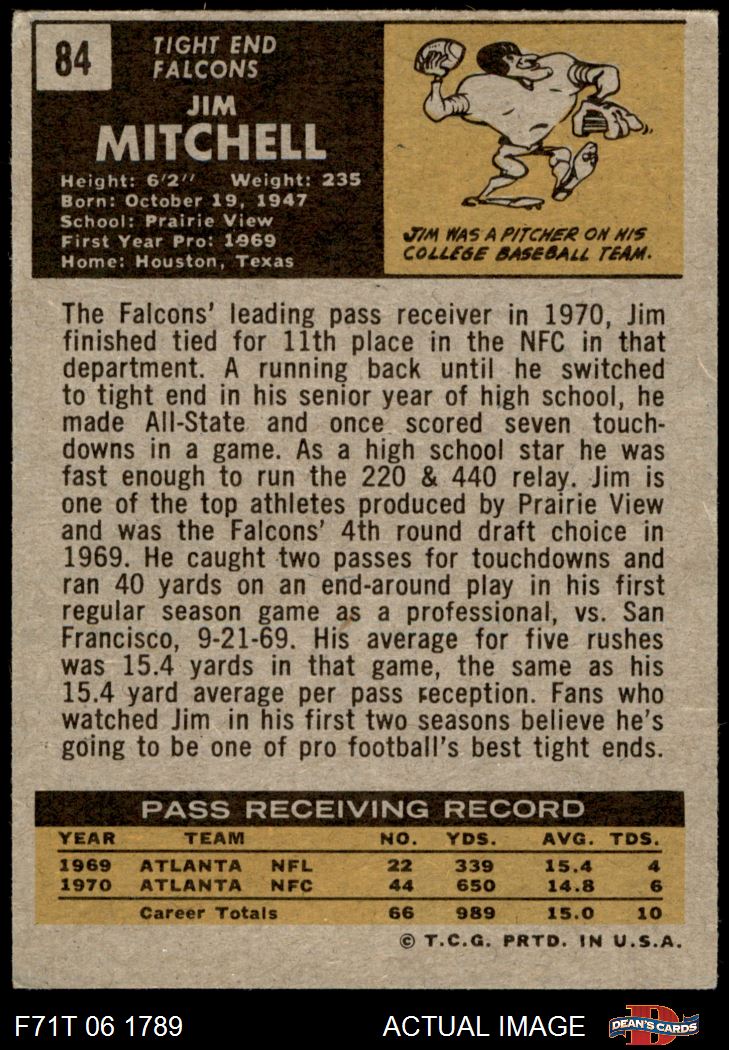 84
TIGHT END
FALCONS
JIM
MITCHELL
Height: 6'2" Weight: 235
Born: October 19, 1947
School: Prairie View
First Year Pro: 1969
Home: Houston, Texas
JIM WAS A PITCHER ON HIS
COLLEGE BASEBALL TEAM.
The Falcons' leading pass receiver in 1970, Jim
finished tied for 11th place in the NFC in that
department. A running back until he switched
to tight end in his senior year of high school, he
made All-State and once scored seven touch-
downs in a game. As a high school star he was
fast enough to run the 220 & 440 relay. Jim is
one of the top athletes produced by Prairie View
and was the Falcons' 4th round draft choice in
1969. He caught two passes for touchdowns and
ran 40 yards on an end-around play in his first
regular season game as a professional, vs. San
Francisco, 9-21-69. His average for five rushes
was 15.4 yards in that game, the same as his
15.4 yard average per pass reception. Fans who
watched Jim in his first two seasons believe he's
going to be one of pro football's best tight ends.
PASS RECEIVING RECORD
YEAR TEAM NO. YDS. AVG. TDS.
1969 ATLANTA NFL 22 339 15.4 4
1970 ATLANTA NFC 44 650 14.8 6
Career Totals 66 989 15.0 10
© T.C.G. PRTD. IN U.S.A.
F71T 06 1789 ACTUAL IMAGE D DEAN'S CARDS